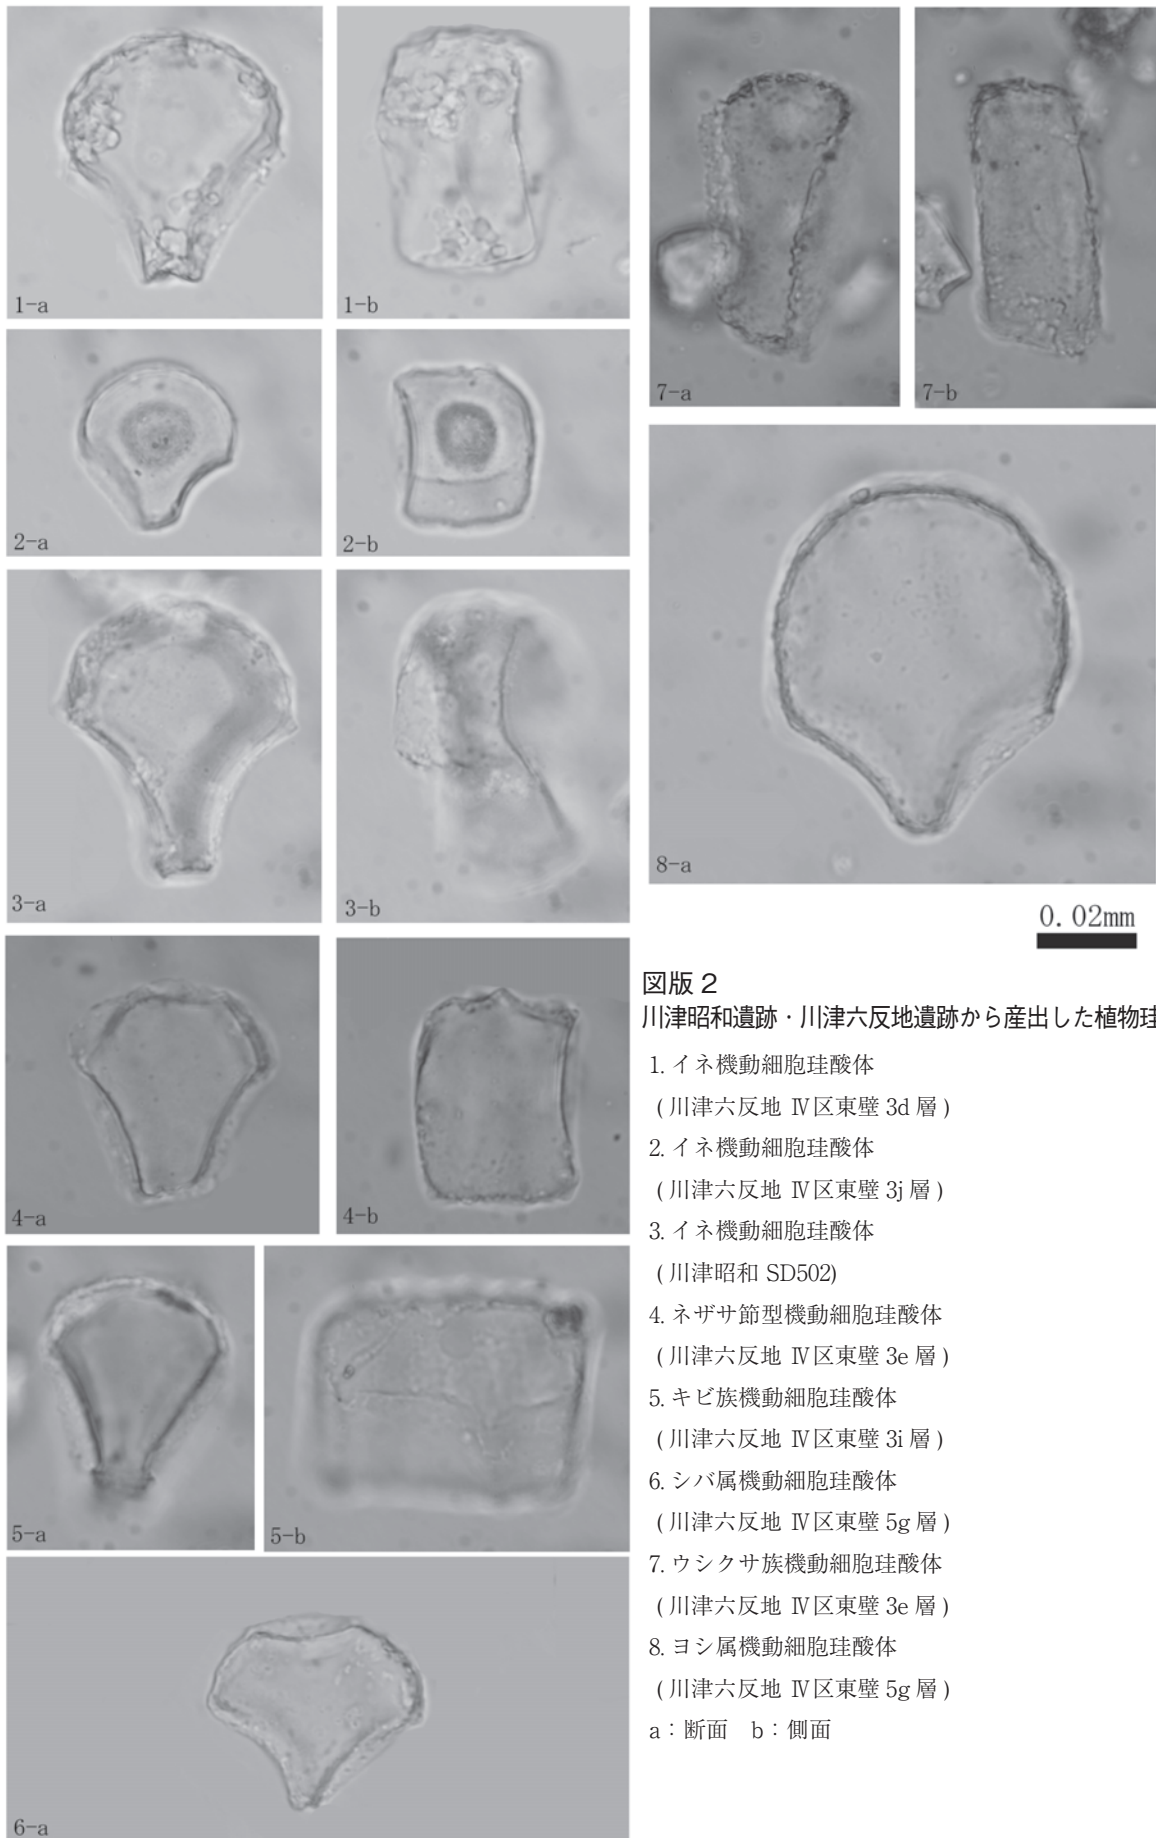 1-a
1-b
2-a
2-b
3-a
3-b
4-a
4-b
5-a
5-b
6-a
7-a
7-b
8-a
0.02mm
図版 2
川津昭和遺跡・川津六反地遺跡から産出した植物珪
1. イネ機動細胞珪酸体
( 川津六反地 Ⅳ区東壁 3d 層 )
2. イネ機動細胞珪酸体
( 川津六反地 Ⅳ区東壁 3j 層 )
3. イネ機動細胞珪酸体
( 川津昭和 SD502)
4. ネザサ節型機動細胞珪酸体
( 川津六反地 Ⅳ区東壁 3e 層 )
5. キビ族機動細胞珪酸体
( 川津六反地 Ⅳ区東壁 3i 層 )
6. シバ属機動細胞珪酸体
( 川津六反地 Ⅳ区東壁 5g 層 )
7. ウシクサ族機動細胞珪酸体
( 川津六反地 Ⅳ区東壁 3e 層 )
8. ヨシ属機動細胞珪酸体
( 川津六反地 Ⅳ区東壁 5g 層 )
a：断面　b：側面